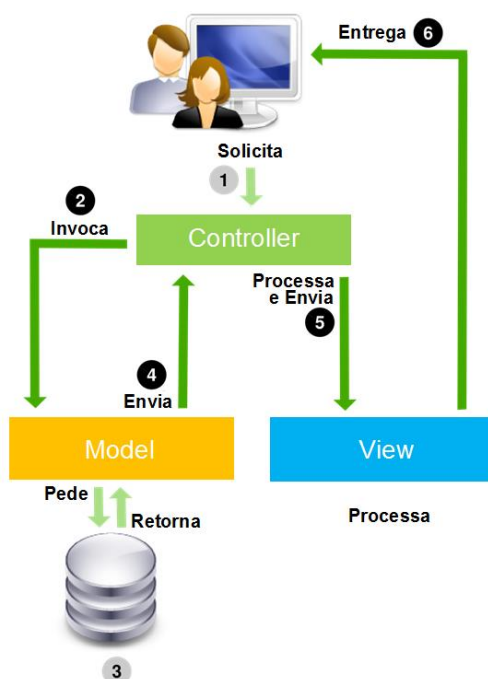 Entrega 6
Solicita
1
2
Invoca
Controller
Processa
e Envia
5
4
Envia
Model
View
Pede
Retorna
Processa
3